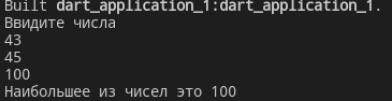 Built dart_application_1:dart_application_1.
Ввидите числа
43
45
100
Наибольшее из чисел это 100